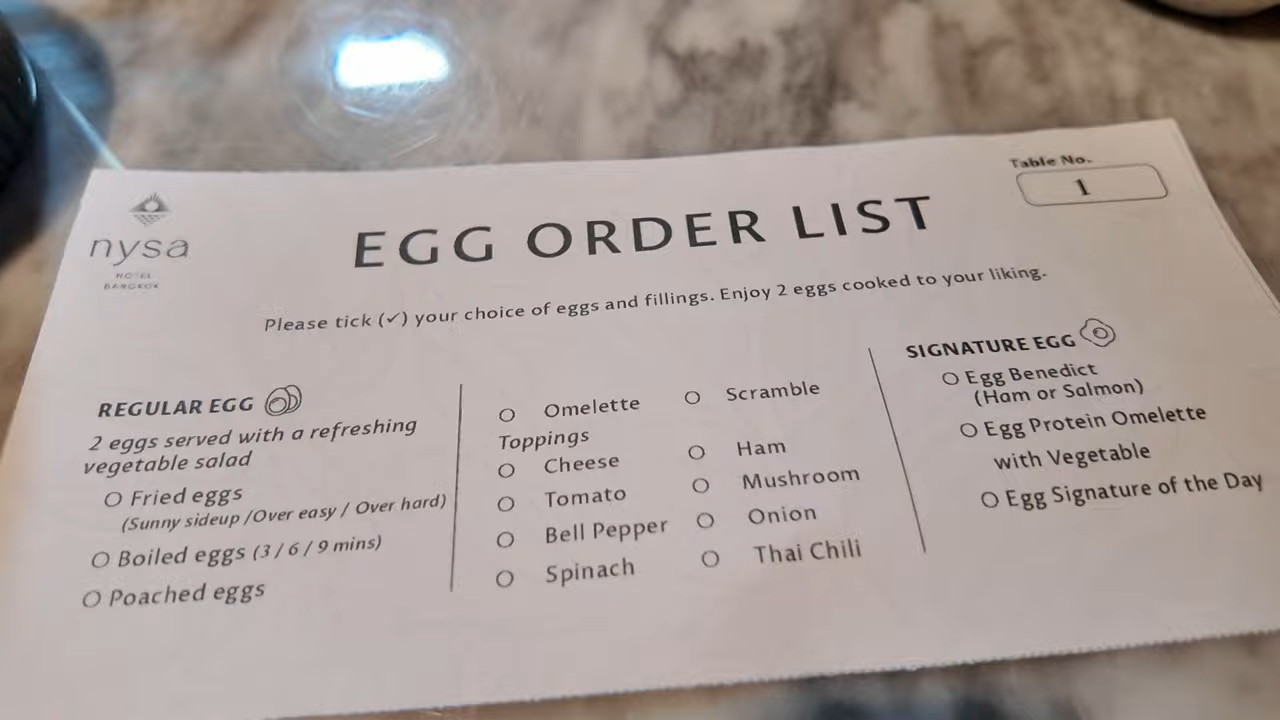 nysa
HOTEL
BANGKOK
EGG ORDER LIST
Table No.
1
Please tick (✓) your choice of eggs and fillings. Enjoy 2 eggs cooked to your liking.
REGULAR EGG
2 eggs served with a refreshing
vegetable salad
Fried eggs
(Sunny sideup /Over easy / Over hard)
Boiled eggs (3 / 6 / 9 mins)
Poached eggs
Omelette Scramble
Toppings
Cheese Ham
Tomato Mushroom
Bell Pepper Onion
Spinach Thai Chili
SIGNATURE EGG
Egg Benedict
(Ham or Salmon)
Egg Protein Omelette
with Vegetable
Egg Signature of the Day